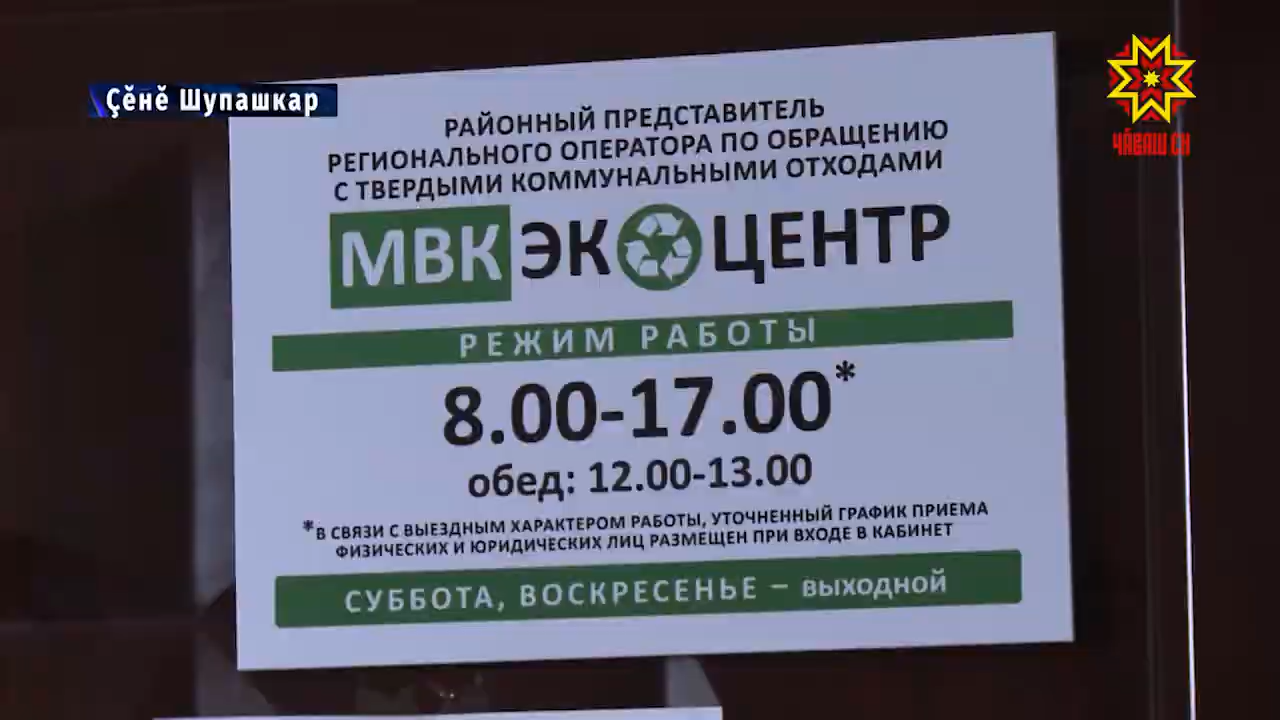 Ҫӗнӗ Шупашкар
ЧӐВАШ ЕН
РАЙОННЫЙ ПРЕДСТАВИТЕЛЬ
РЕГИОНАЛЬНОГО ОПЕРАТОРА ПО ОБРАЩЕНИЮ
С ТВЕРДЫМИ КОММУНАЛЬНЫМИ ОТХОДАМИ
МВК ЭКОЦЕНТР
РЕЖИМ РАБОТЫ
8.00-17.00*
обед: 12.00-13.00
*В СВЯЗИ С ВЫЕЗДНЫМ ХАРАКТЕРОМ РАБОТЫ, УТОЧНЕННЫЙ ГРАФИК ПРИЕМА
ФИЗИЧЕСКИХ И ЮРИДИЧЕСКИХ ЛИЦ РАЗМЕЩЕН ПРИ ВХОДЕ В КАБИНЕТ
СУББОТА, ВОСКРЕСЕНЬЕ – выходной